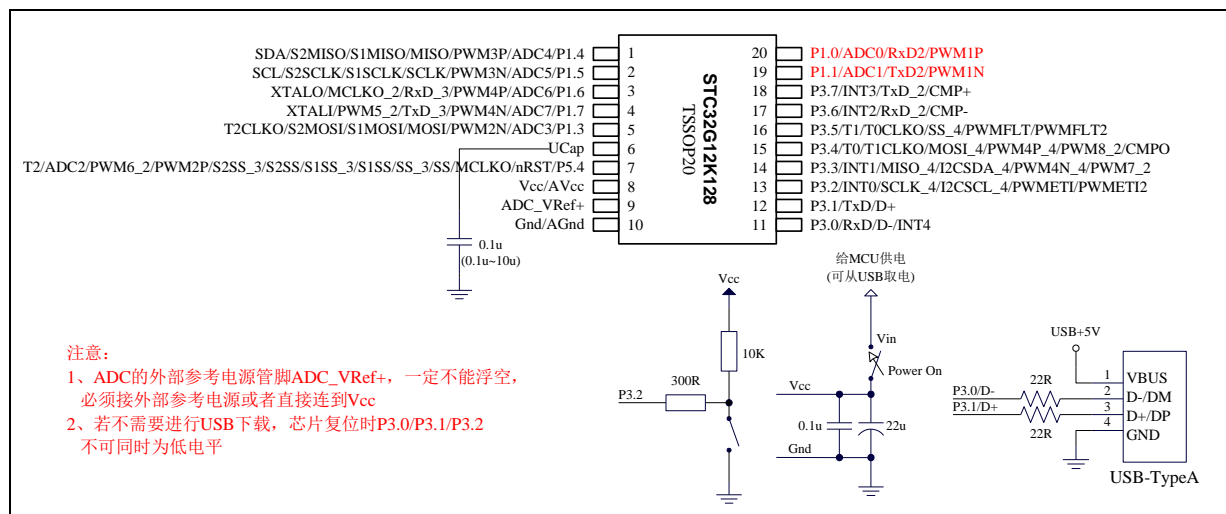 SDA/S2MISO/S1MISO/MISO/PWM3P/ADC4/P1.4
SCL/S2SCLK/S1SCLK/SCLK/PWM3N/ADC5/P1.5
XTALO/MCLKO_2/RxD_3/PWM4P/ADC6/P1.6
XTALI/PWM5_2/TxD_3/PWM4N/ADC7/P1.7
T2CLKO/S2MOSI/S1MOSI/MOSI/PWM2N/ADC3/P1.3
UCap
T2/ADC2/PWM6_2/PWM2P/S2SS_3/S2SS/S1SS_3/S1SS/SS_3/SS/MCLKO/nRST/P5.4
Vcc/AVcc
ADC_VRef+
Gnd/AGnd
1
2
3
4
5
6
7
8
9
10
STC32G12K128
TSSOP20
20
19
18
17
16
15
14
13
12
11
P1.0/ADC0/RxD2/PWM1P
P1.1/ADC1/TxD2/PWM1N
P3.7/INT3/TxD_2/CMP+
P3.6/INT2/RxD_2/CMP-
P3.5/T1/T0CLKO/SS_4/PWMFLT/PWMFLT2
P3.4/T0/T1CLKO/MOSI_4/PWM4P_4/PWM8_2/CMPO
P3.3/INT1/MISO_4/I2CSDA_4/PWM4N_4/PWM7_2
P3.2/INT0/SCLK_4/I2CSCL_4/PWMETI/PWMETI2
P3.1/TxD/D+
P3.0/RxD/D-/INT4
0.1u
(0.1u~10u)
注意：
1、ADC的外部参考电源管脚ADC_VRef+，一定不能浮空，
必须接外部参考电源或者直接连到Vcc
2、若不需要进行USB下载，芯片复位时P3.0/P3.1/P3.2
不可同时为低电平
Vcc
10K
300R
P3.2
给MCU供电
(可从USB取电)
Vin
Power On
Vcc
0.1u
22u
Gnd
USB+5V
P3.0/D-
P3.1/D+
22R
22R
1
2
3
4
VBUS
D-/DM
D+/DP
GND
USB-TypeA